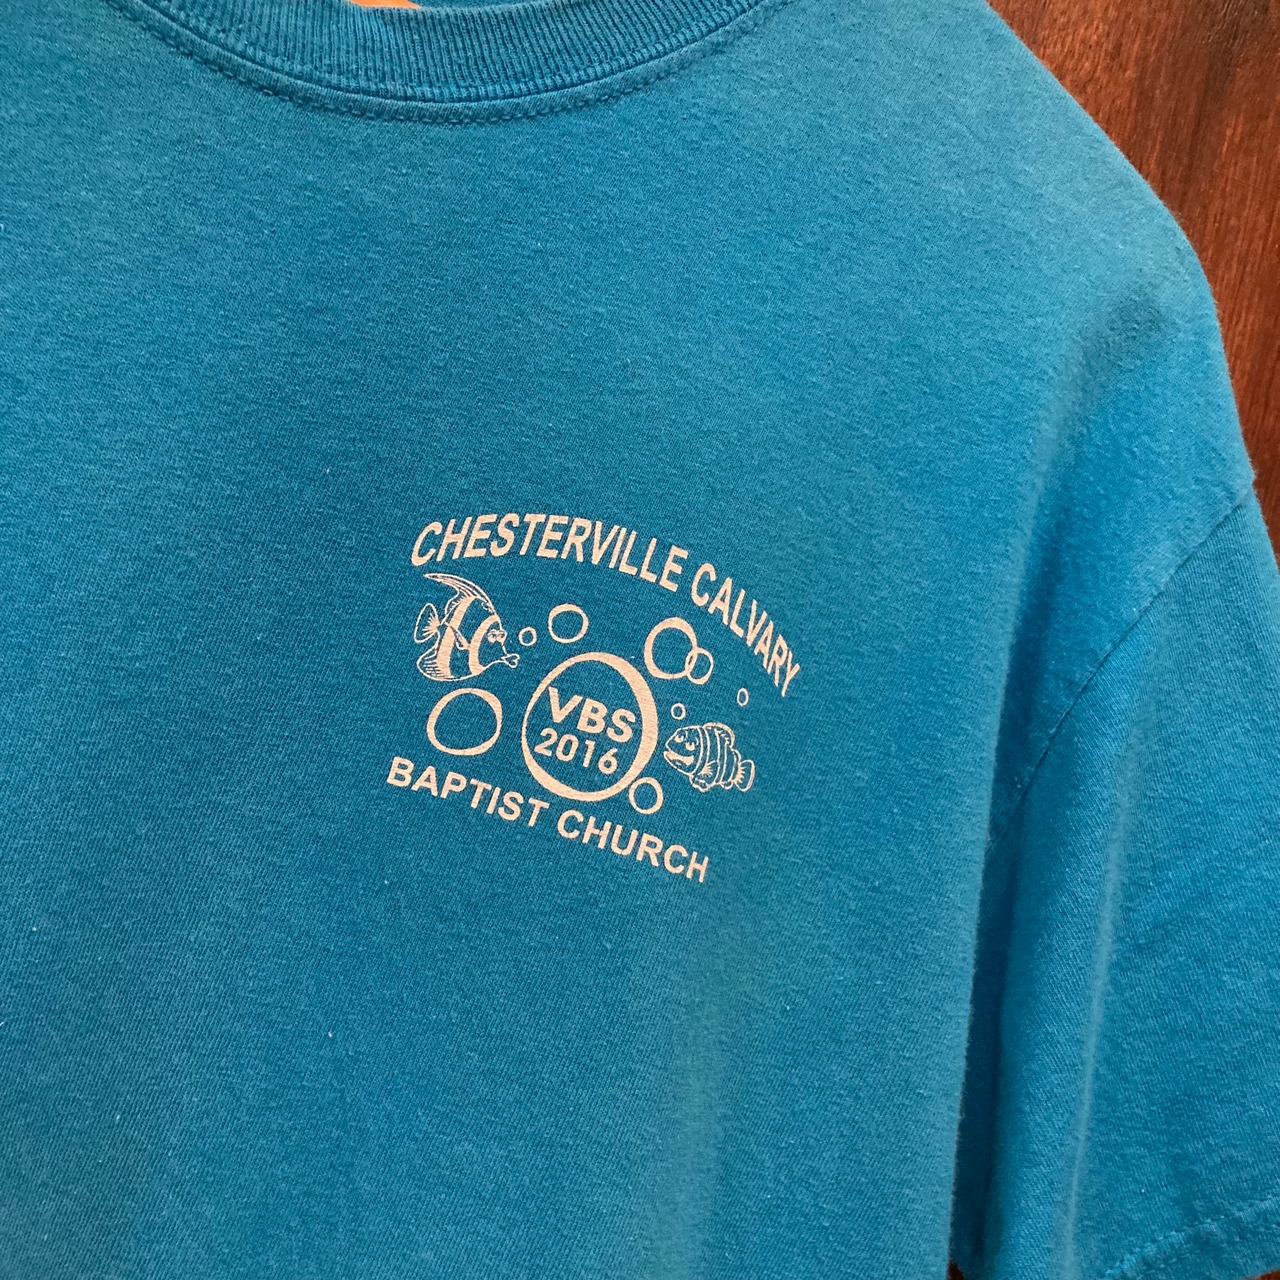 CHESTERVILLE CALVARY
VBS
2016
BAPTIST CHURCH